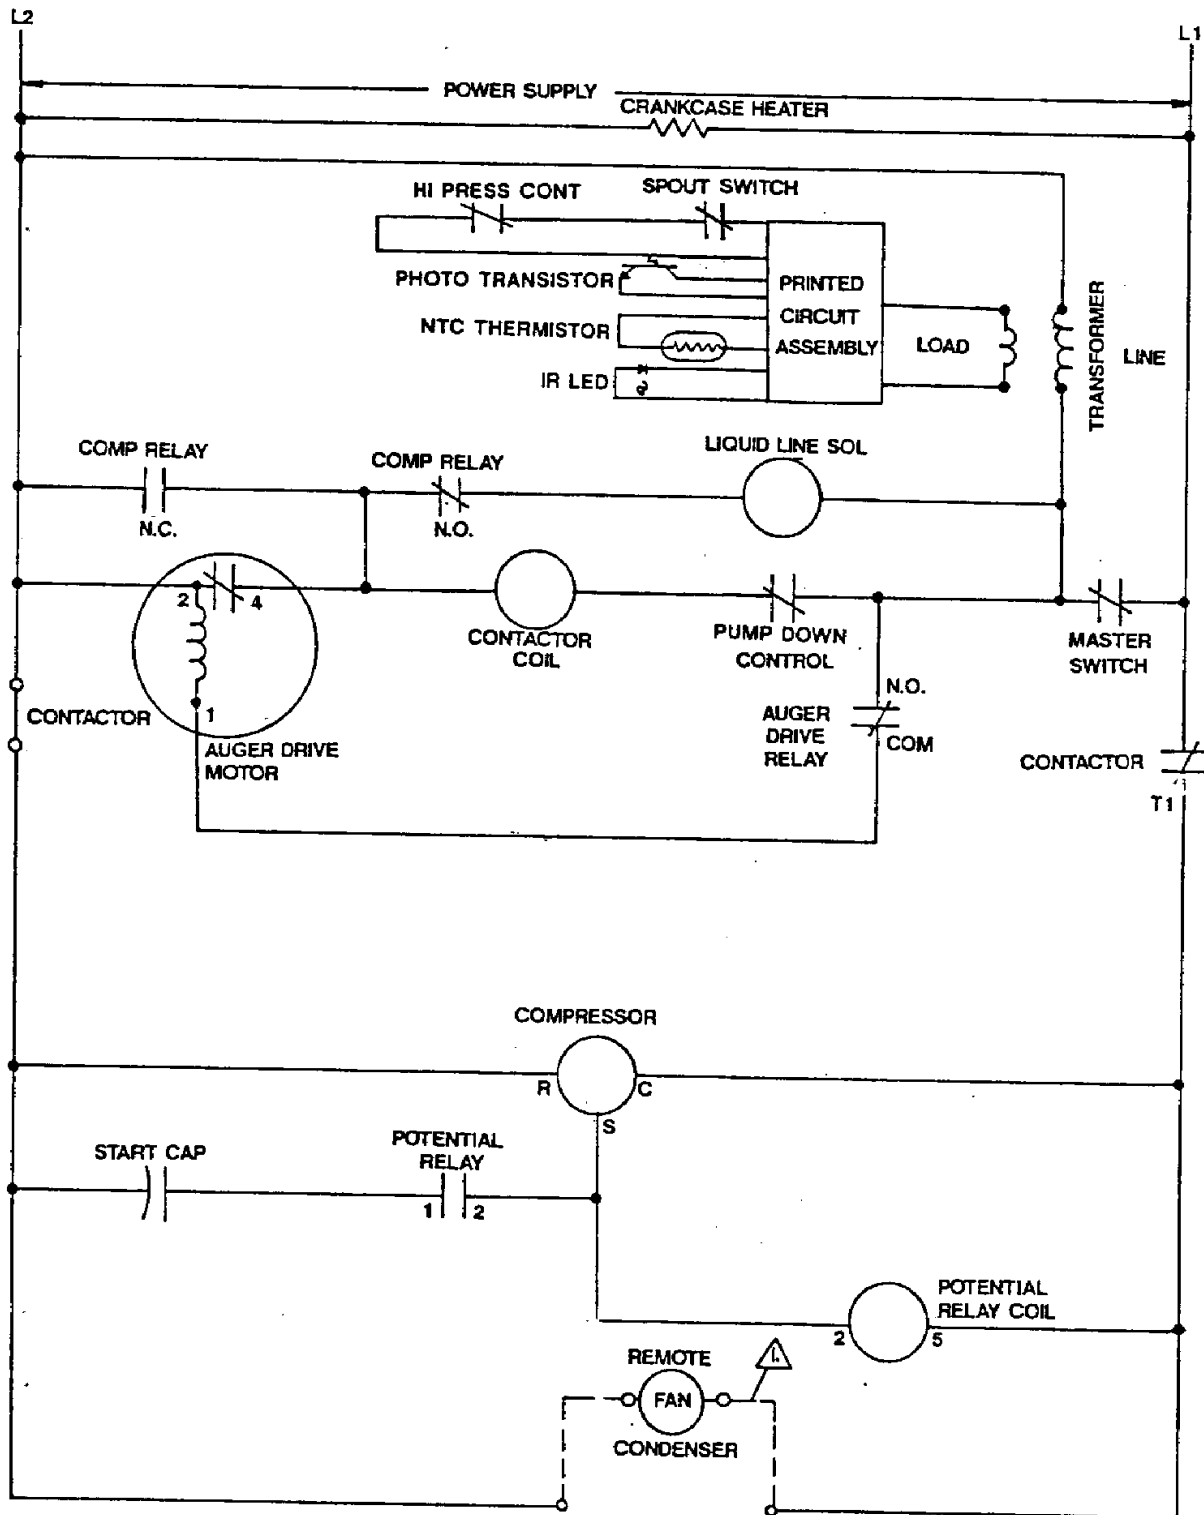 L2
L1
POWER SUPPLY
CRANKCASE HEATER
HI PRESS CONT
SPOUT SWITCH
PHOTO TRANSISTOR
PRINTED
CIRCUIT
ASSEMBLY
NTC THERMISTOR
IR LED
LOAD
TRANSFORMER
LINE
COMP RELAY
N.C.
COMP RELAY
N.O.
LIQUID LINE SOL
2
4
1
CONTACTOR
COIL
PUMP DOWN
CONTROL
MASTER
SWITCH
CONTACTOR
AUGER DRIVE
MOTOR
N.O.
AUGER
DRIVE
RELAY
COM
CONTACTOR
T1
COMPRESSOR
R
C
S
START CAP
POTENTIAL
RELAY
1
2
POTENTIAL
RELAY COIL
2
5
REMOTE
1.
FAN
CONDENSER